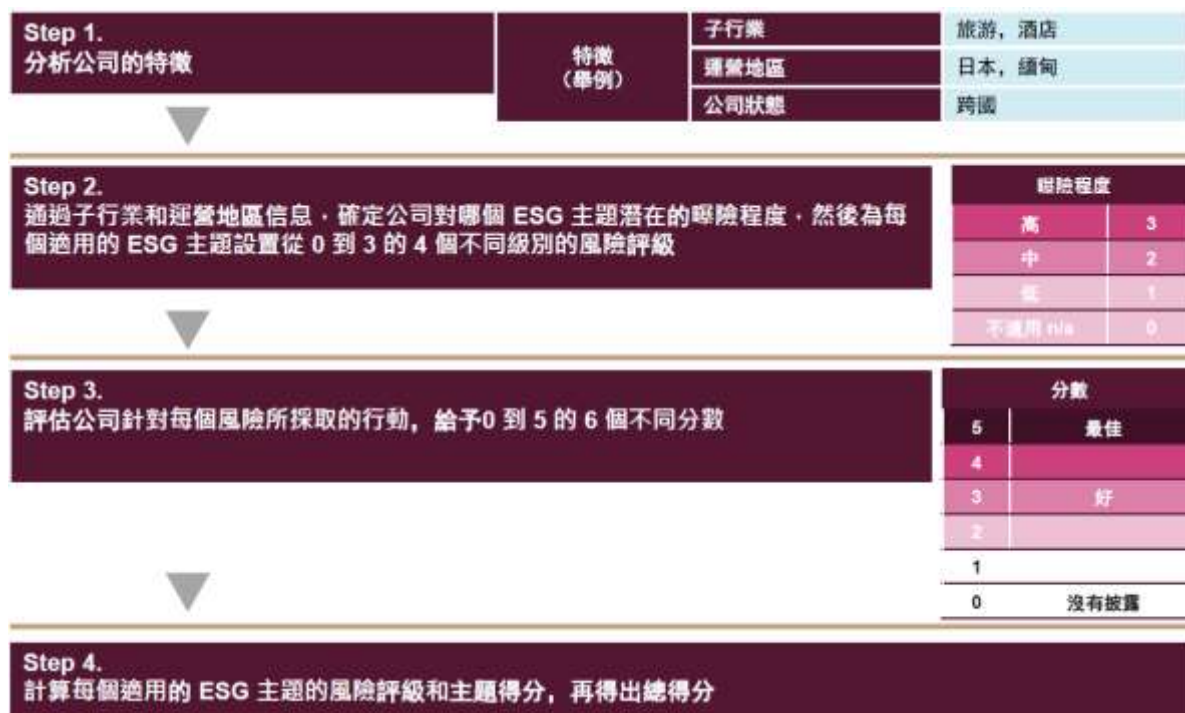 Step 1.
分析公司的特徵
特徵
（舉例）
子行業
旅游，酒店
運營地區
日本，緬甸
公司狀態
跨國
Step 2.
通過子行業和運營地區信息，確定公司對哪個 ESG 主題潛在的曝險程度，然後為每
個適用的 ESG 主題設置從 0 到 3 的 4 個不同級別的風險評級
曝險程度
高 3
中 2
低 1
不適用 n/a 0
Step 3.
評估公司針對每個風險所採取的行動，給予0 到 5 的 6 個不同分數
分數
5 最佳
4
3 好
2
1
0 沒有披露
Step 4.
計算每個適用的 ESG 主題的風險評級和主題得分，再得出總得分